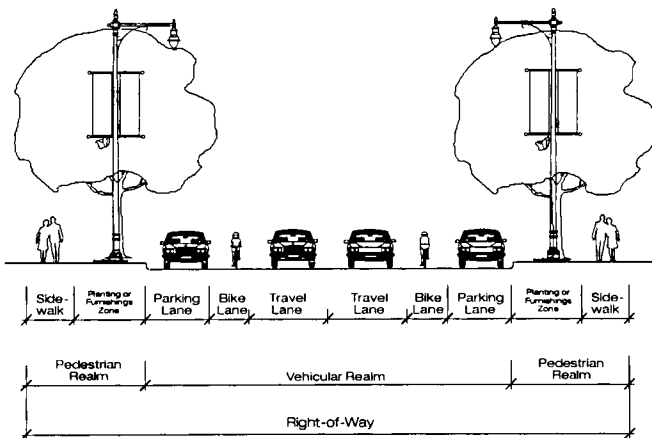 Side-
walk
Planting or
Furnishings
Zone
Parking
Lane
Bike
Lane
Travel
Lane
Travel
Lane
Bike
Lane
Parking
Lane
Planting or
Furnishings
Zone
Side-
walk
Pedestrian
Realm
Vehicular Realm
Pedestrian
Realm
Right-of-Way